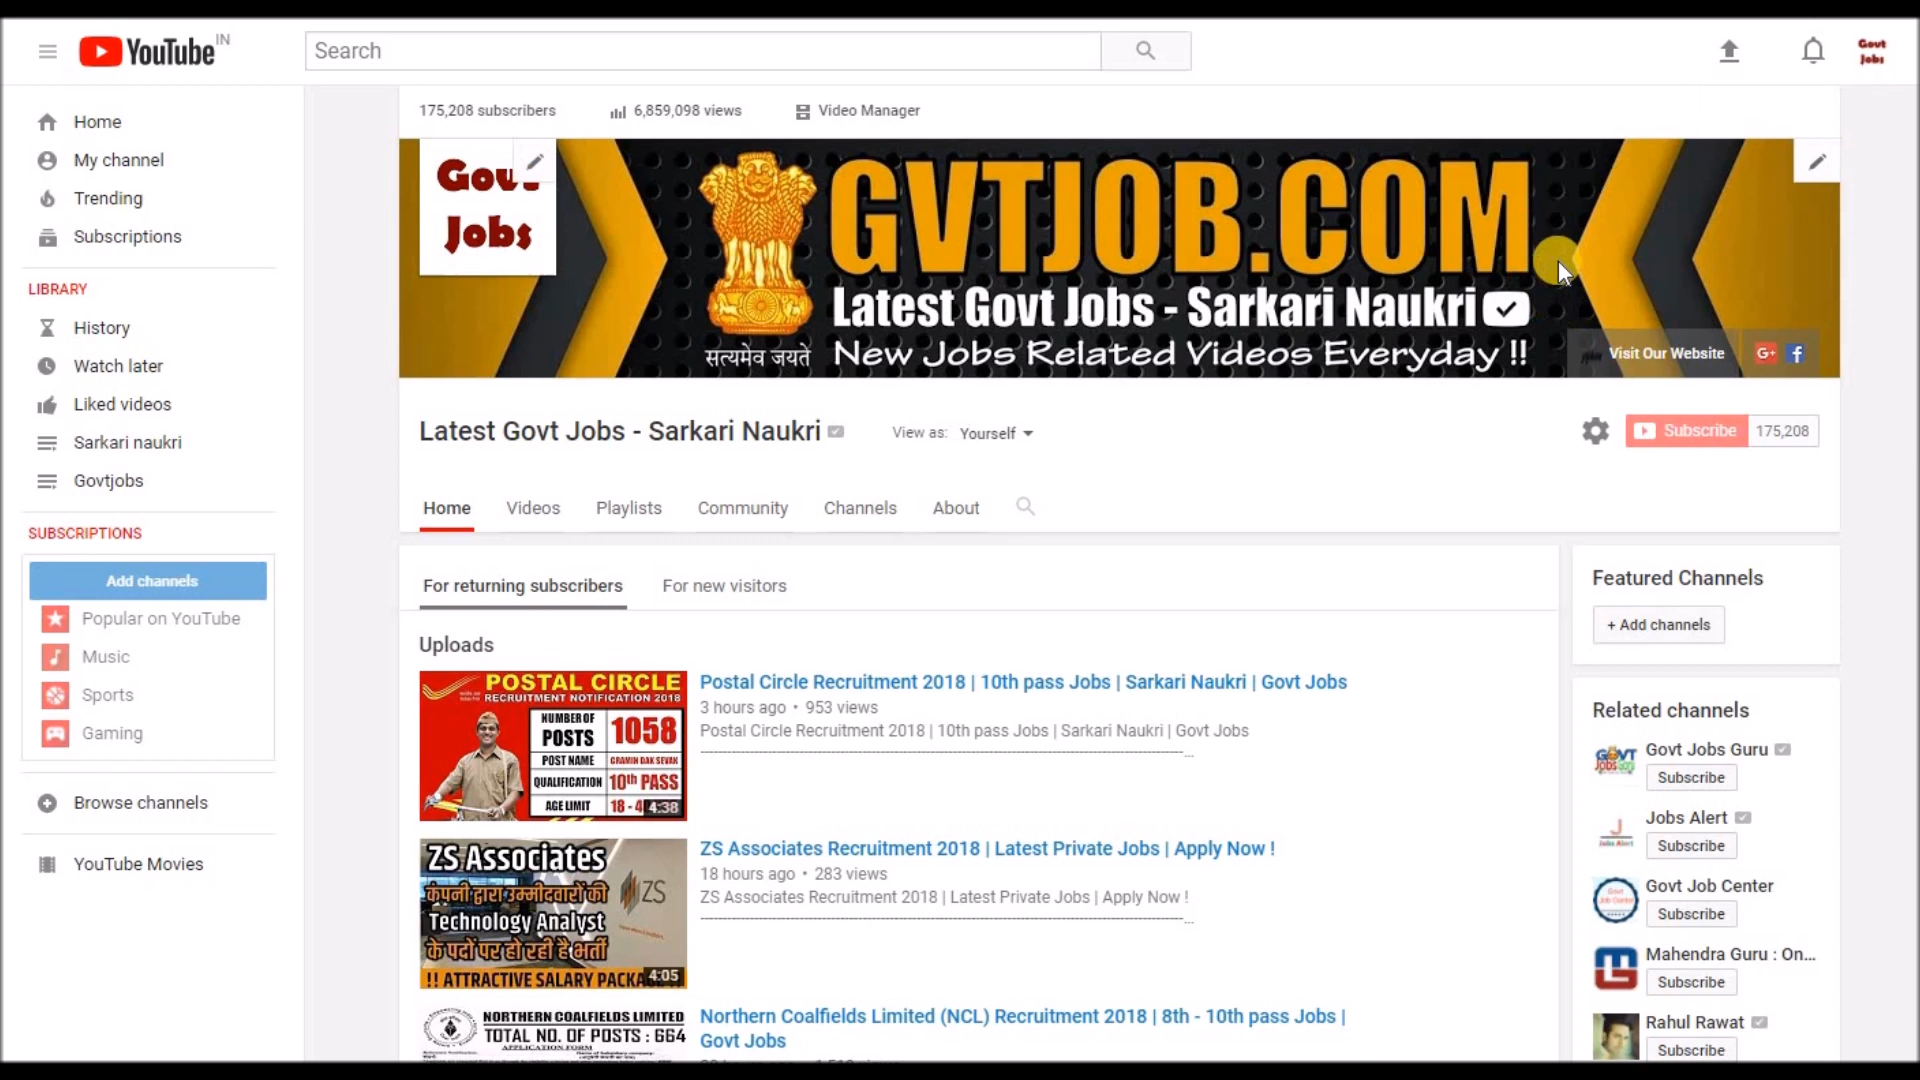 YouTube IN
Search
Govt Jobs
175,208 subscribers
6,859,098 views
Video Manager
Home
My channel
Trending
Subscriptions
LIBRARY
History
Watch later
Liked videos
Sarkari naukri
Govtjobs
SUBSCRIPTIONS
Add channels
Popular on YouTube
Music
Sports
Gaming
Browse channels
YouTube Movies
Jobs
GVTJOB.COM
Latest Govt Jobs - Sarkari Naukri
सत्यमेव जयते
New Jobs Related Videos Everyday !!
Visit Our Website
G+
f
Latest Govt Jobs - Sarkari Naukri
View as: Yourself
Subscribe 175,208
Home
Videos
Playlists
Community
Channels
About
For returning subscribers
For new visitors
Uploads
POSTAL CIRCLE
RECRUITMENT NOTIFICATION 2018
NUMBER OF
POSTS
1058
POST NAME
GRAMIN DAK SEVAK
QUALIFICATION
10th PASS
AGE LIMIT
4:38
Postal Circle Recruitment 2018 | 10th pass Jobs | Sarkari Naukri | Govt Jobs
3 hours ago • 953 views
Postal Circle Recruitment 2018 | 10th pass Jobs | Sarkari Naukri | Govt Jobs
ZS Associates
कंपनी द्वारा उम्मीदवारों की
ZS
Technology Analyst
के पदों पर हो रही है भर्ती
!! ATTRACTIVE SALARY
4:05
ZS Associates Recruitment 2018 | Latest Private Jobs | Apply Now !
18 hours ago • 283 views
ZS Associates Recruitment 2018 | Latest Private Jobs | Apply Now !
NORTHERN COALFIELDS LIMITED
TOTAL NO. OF POSTS : 664
APPLICATION FORM
Northern Coalfields Limited (NCL) Recruitment 2018 | 8th - 10th pass Jobs |
Govt Jobs
Featured Channels
+ Add channels
Related channels
Govt Jobs Guru
Subscribe
Jobs Alert
Subscribe
Govt Job Center
Subscribe
Mahendra Guru : On...
Subscribe
Rahul Rawat
Subscribe